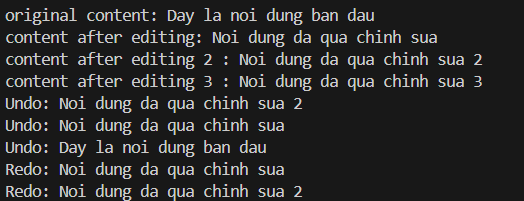 original content: Day la noi dung ban dau
content after editing: Noi dung da qua chinh sua
content after editing 2 : Noi dung da qua chinh sua 2
content after editing 3 : Noi dung da qua chinh sua 3
Undo: Noi dung da qua chinh sua 2
Undo: Noi dung da qua chinh sua
Undo: Day la noi dung ban dau
Redo: Noi dung da qua chinh sua
Redo: Noi dung da qua chinh sua 2